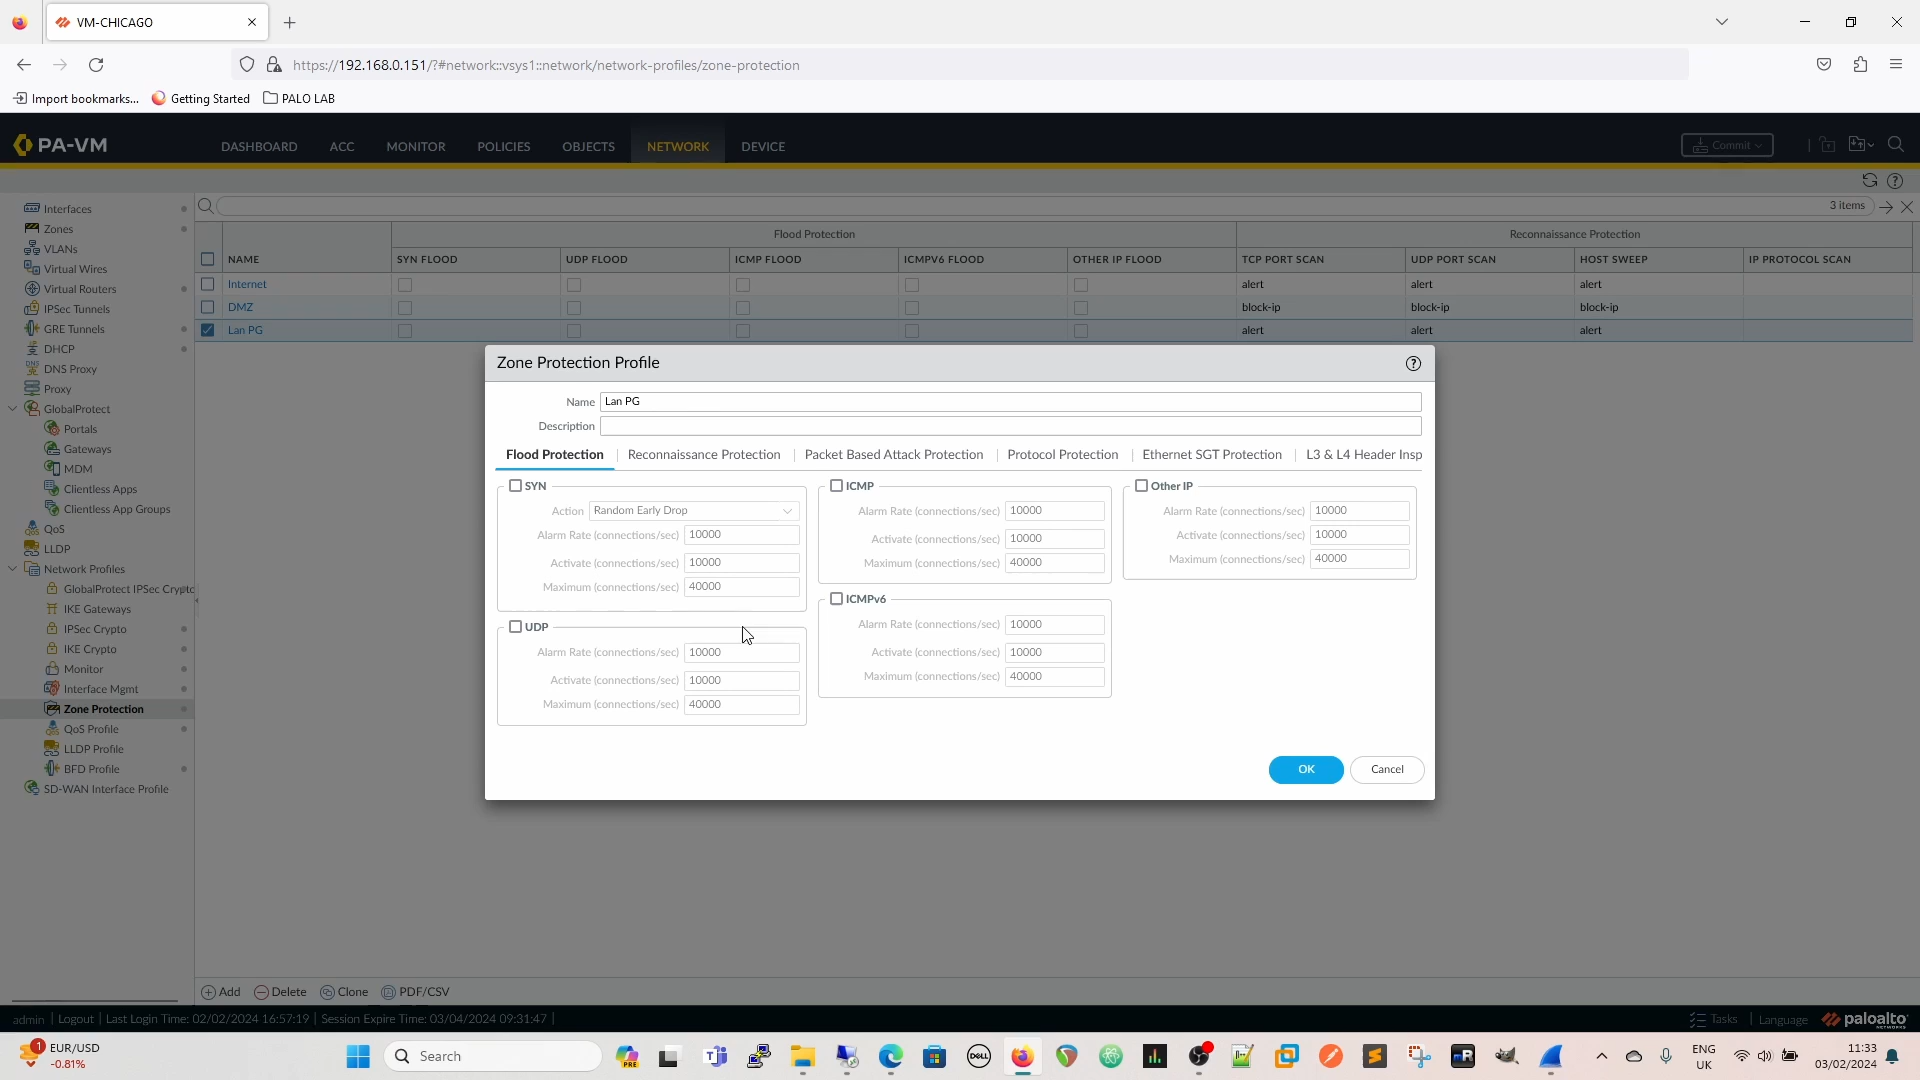 VM-CHICAGO
https://192.168.0.151/?#network::vsys1::network/network-profiles/zone-protection
Import bookmarks... Getting Started PALO LAB
PA-VM DASHBOARD ACC MONITOR POLICIES OBJECTS NETWORK DEVICE Commit
3 items
Interfaces
Zones
VLANs
Virtual Wires
Virtual Routers
IPSec Tunnels
GRE Tunnels
DHCP
DNS Proxy
Proxy
GlobalProtect
Portals
Gateways
MDM
Clientless Apps
Clientless App Groups
QoS
LLDP
Network Profiles
GlobalProtect IPSec Crypto
IKE Gateways
IPSec Crypto
IKE Crypto
Monitor
Interface Mgmt
Zone Protection
QoS Profile
LLDP Profile
BFD Profile
SD-WAN Interface Profile
Flood Protection Reconnaissance Protection
NAME SYN FLOOD UDP FLOOD ICMP FLOOD ICMPV6 FLOOD OTHER IP FLOOD TCP PORT SCAN UDP PORT SCAN HOST SWEEP IP PROTOCOL SCAN
Internet alert alert alert
DMZ block-ip block-ip block-ip
Lan PG alert alert alert
Zone Protection Profile
Name Lan PG
Description
Flood Protection Reconnaissance Protection Packet Based Attack Protection Protocol Protection Ethernet SGT Protection L3 & L4 Header Insp
SYN
Action Random Early Drop
Alarm Rate (connections/sec) 10000
Activate (connections/sec) 10000
Maximum (connections/sec) 40000
UDP
Alarm Rate (connections/sec) 10000
Activate (connections/sec) 10000
Maximum (connections/sec) 40000
ICMP
Alarm Rate (connections/sec) 10000
Activate (connections/sec) 10000
Maximum (connections/sec) 40000
ICMPv6
Alarm Rate (connections/sec) 10000
Activate (connections/sec) 10000
Maximum (connections/sec) 40000
Other IP
Alarm Rate (connections/sec) 10000
Activate (connections/sec) 10000
Maximum (connections/sec) 40000
OK Cancel
Add Delete Clone PDF/CSV
admin | Logout | Last Login Time: 02/02/2024 16:57:19 | Session Expire Time: 03/04/2024 09:31:47 | Tasks | Language paloalto NETWORKS
1 EUR/USD
-0.81%
Search
PRE
DELL
mR
ENG
UK
11:33
03/02/2024